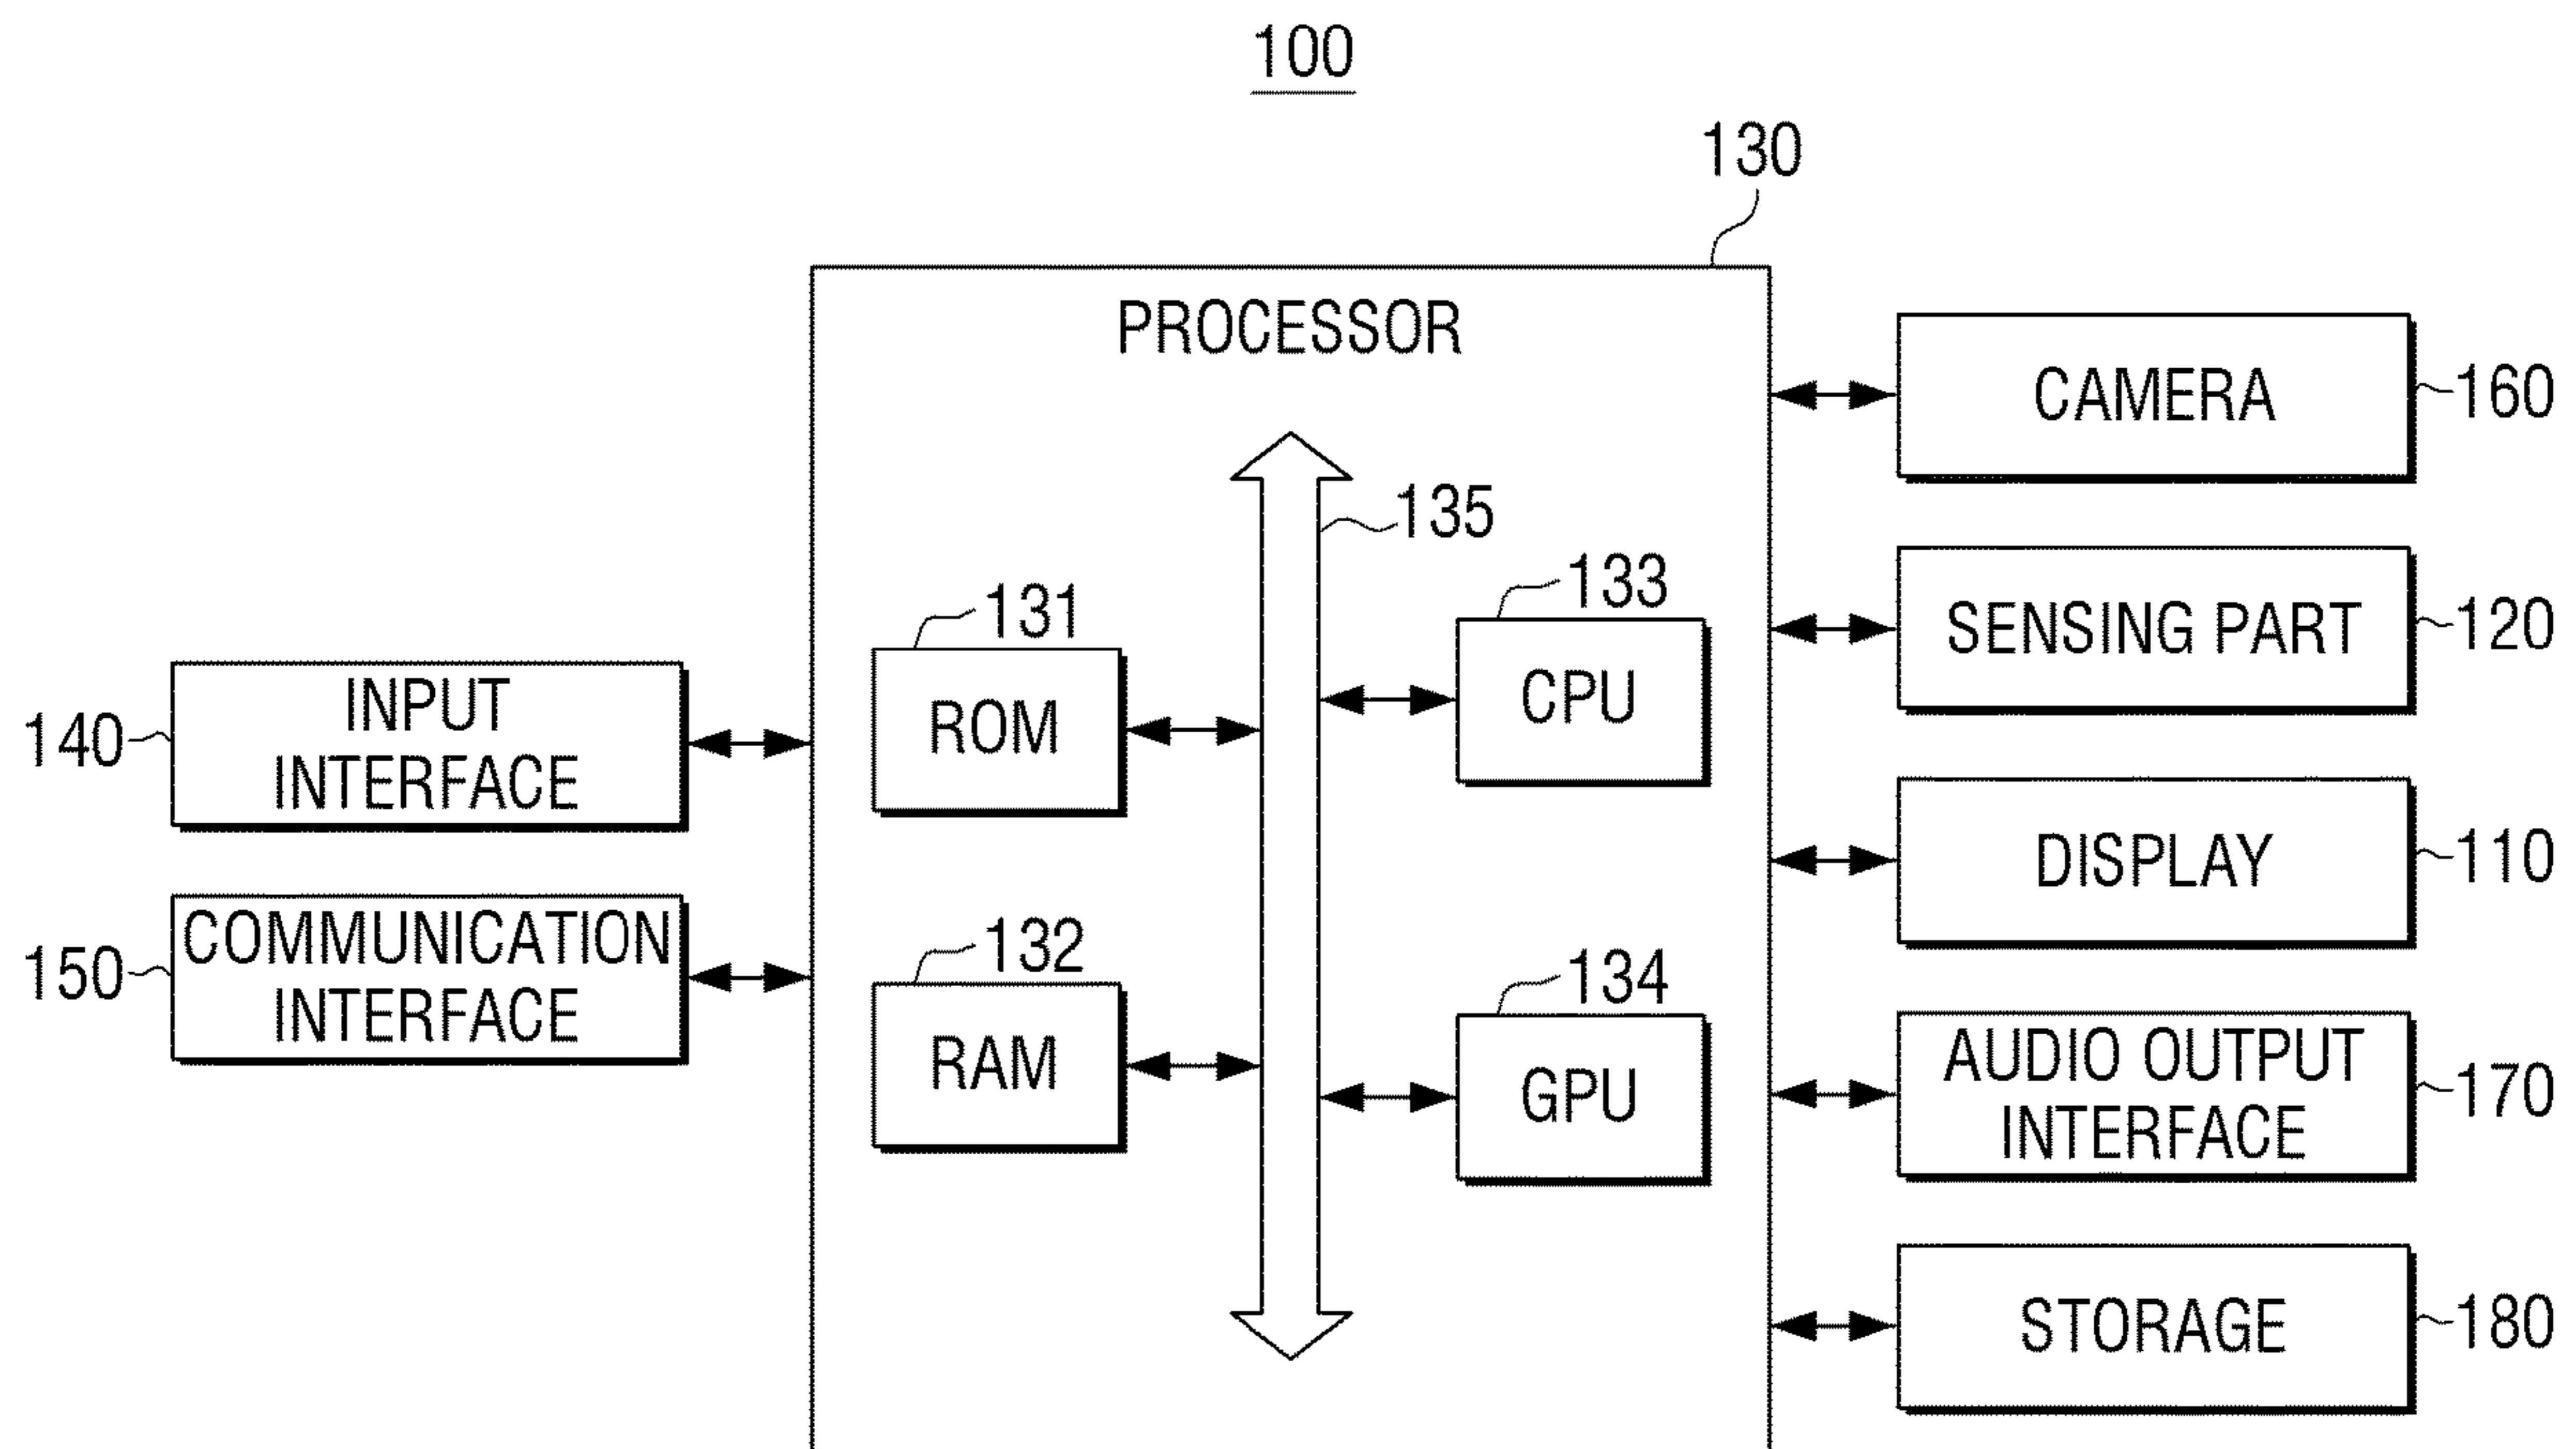 100
130
PROCESSOR
CAMERA
160
135
133
131
SENSING PART
120
CPU
ROM
INPUT
INTERFACE
140
DISPLAY
110
COMMUNICATION
INTERFACE
150
132
134
RAM
GPU
AUDIO OUTPUT
INTERFACE
170
STORAGE
180